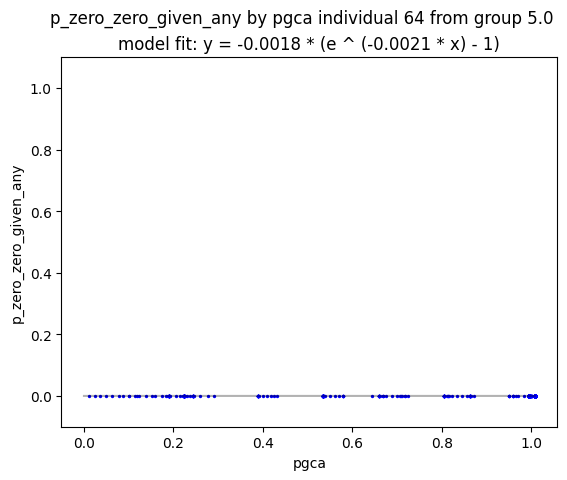 p_zero_zero_given_any by pgca individual 64 from group 5.0
model fit: y = -0.0018 * (e ^ (-0.0021 * x) - 1)
1.0
0.8
0.6
0.4
0.2
0.0
p_zero_zero_given_any
0.0 0.2 0.4 0.6 0.8 1.0
pgca